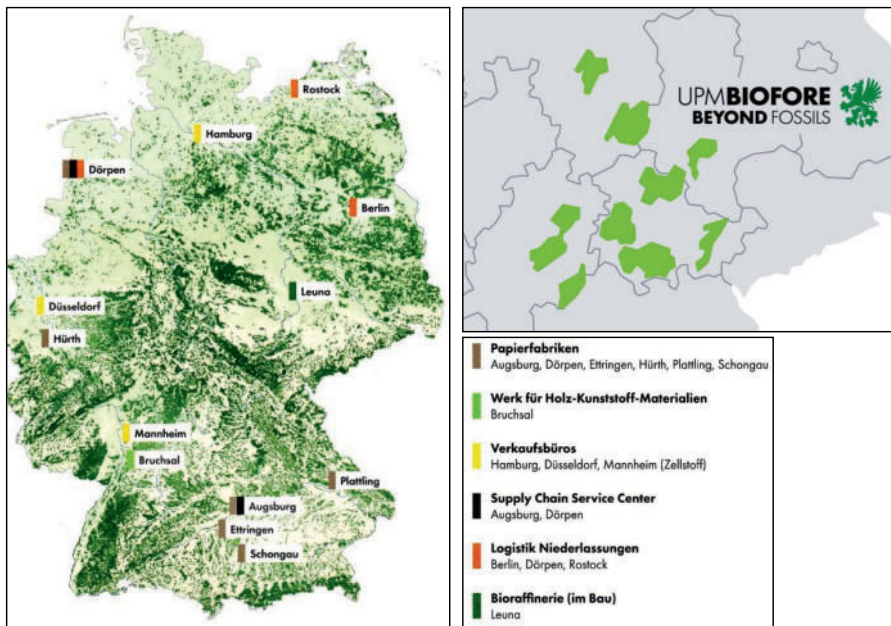 Rostock
Hamburg
Dörpen
Berlin
Leuna
Düsseldorf
Hürth
Mannheim
Bruchsal
Plattling
Augsburg
Ettringen
Schongau
UPMBIOFORE
BEYOND FOSSILS
Papierfabriken
Augsburg, Dörpen, Ettringen, Hürth, Plattling, Schongau
Werk für Holz-Kunststoff-Materialien
Bruchsal
Verkaufsbüros
Hamburg, Düsseldorf, Mannheim (Zellstoff)
Supply Chain Service Center
Augsburg, Dörpen
Logistik Niederlassungen
Berlin, Dörpen, Rostock
Bioraffinerie (im Bau)
Leuna